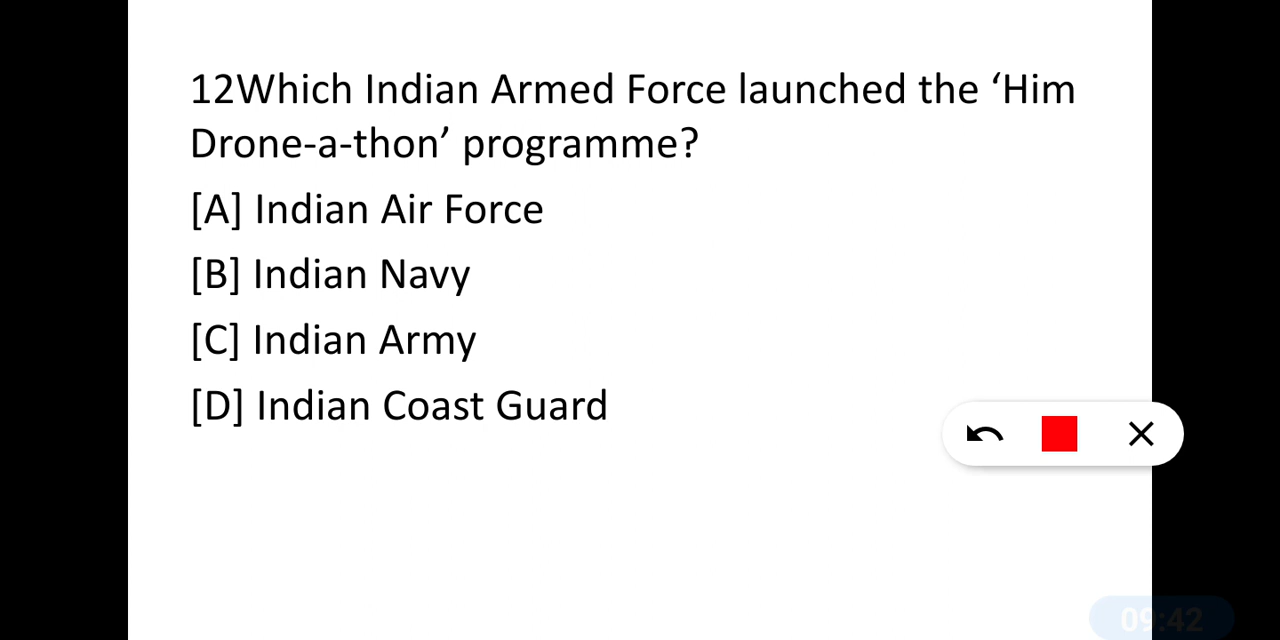 12Which Indian Armed Force launched the ‘Him
Drone-a-thon’ programme?
[A] Indian Air Force
[B] Indian Navy
[C] Indian Army
[D] Indian Coast Guard
09:42